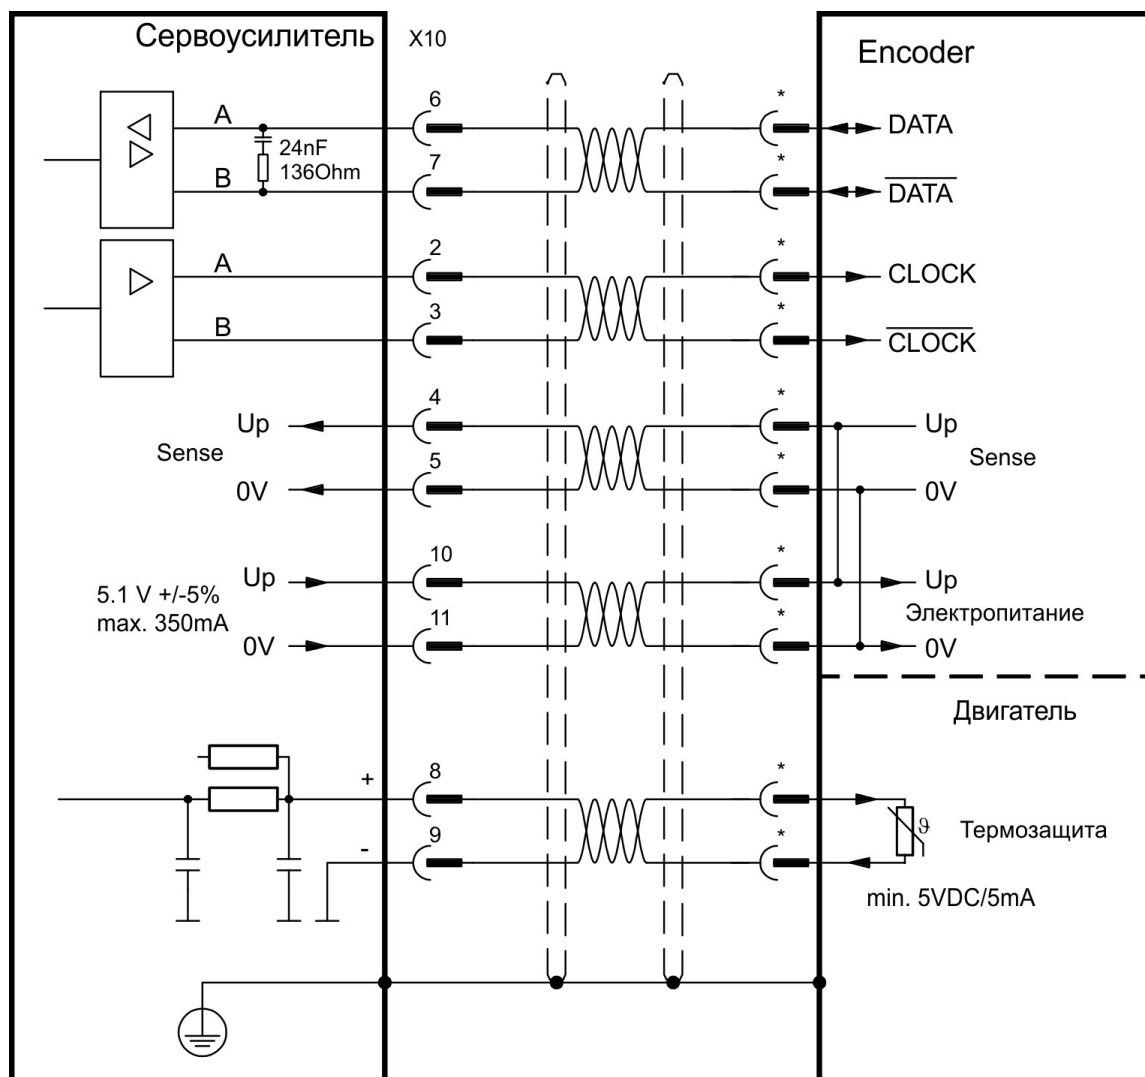 Сервоусилитель
X10
Encoder
A
6
*
DATA
24nF
136Ohm
B
7
*
DATA
A
2
*
CLOCK
B
3
*
CLOCK
Up
4
*
Up
Sense
Sense
0V
5
*
0V
5.1 V +/-5%
max. 350mA
Up
10
*
Up
Электропитание
0V
11
*
0V
Двигатель
+
8
*
ϑ
Термозащита
-
9
*
min. 5VDC/5mA